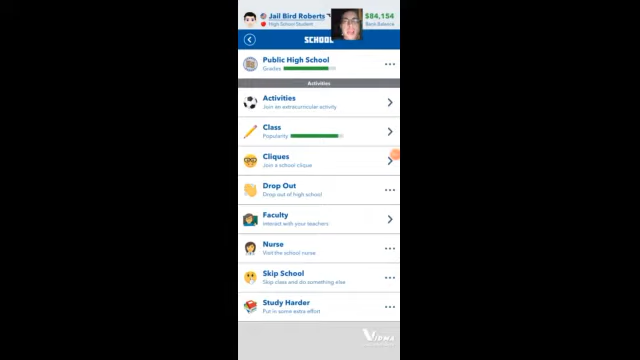 Jail Bird Roberts
High School Student
$84,154
Bank Balance
SCHOOL
Public High School
Grades
Activities
Activities
Join an extracurricular activity
Class
Popularity
Cliques
Join a school clique
Drop Out
Drop out of high school
Faculty
Interact with your teachers
Nurse
Visit the school nurse
Skip School
Skip class and do something else
Study Harder
Put in some extra effort